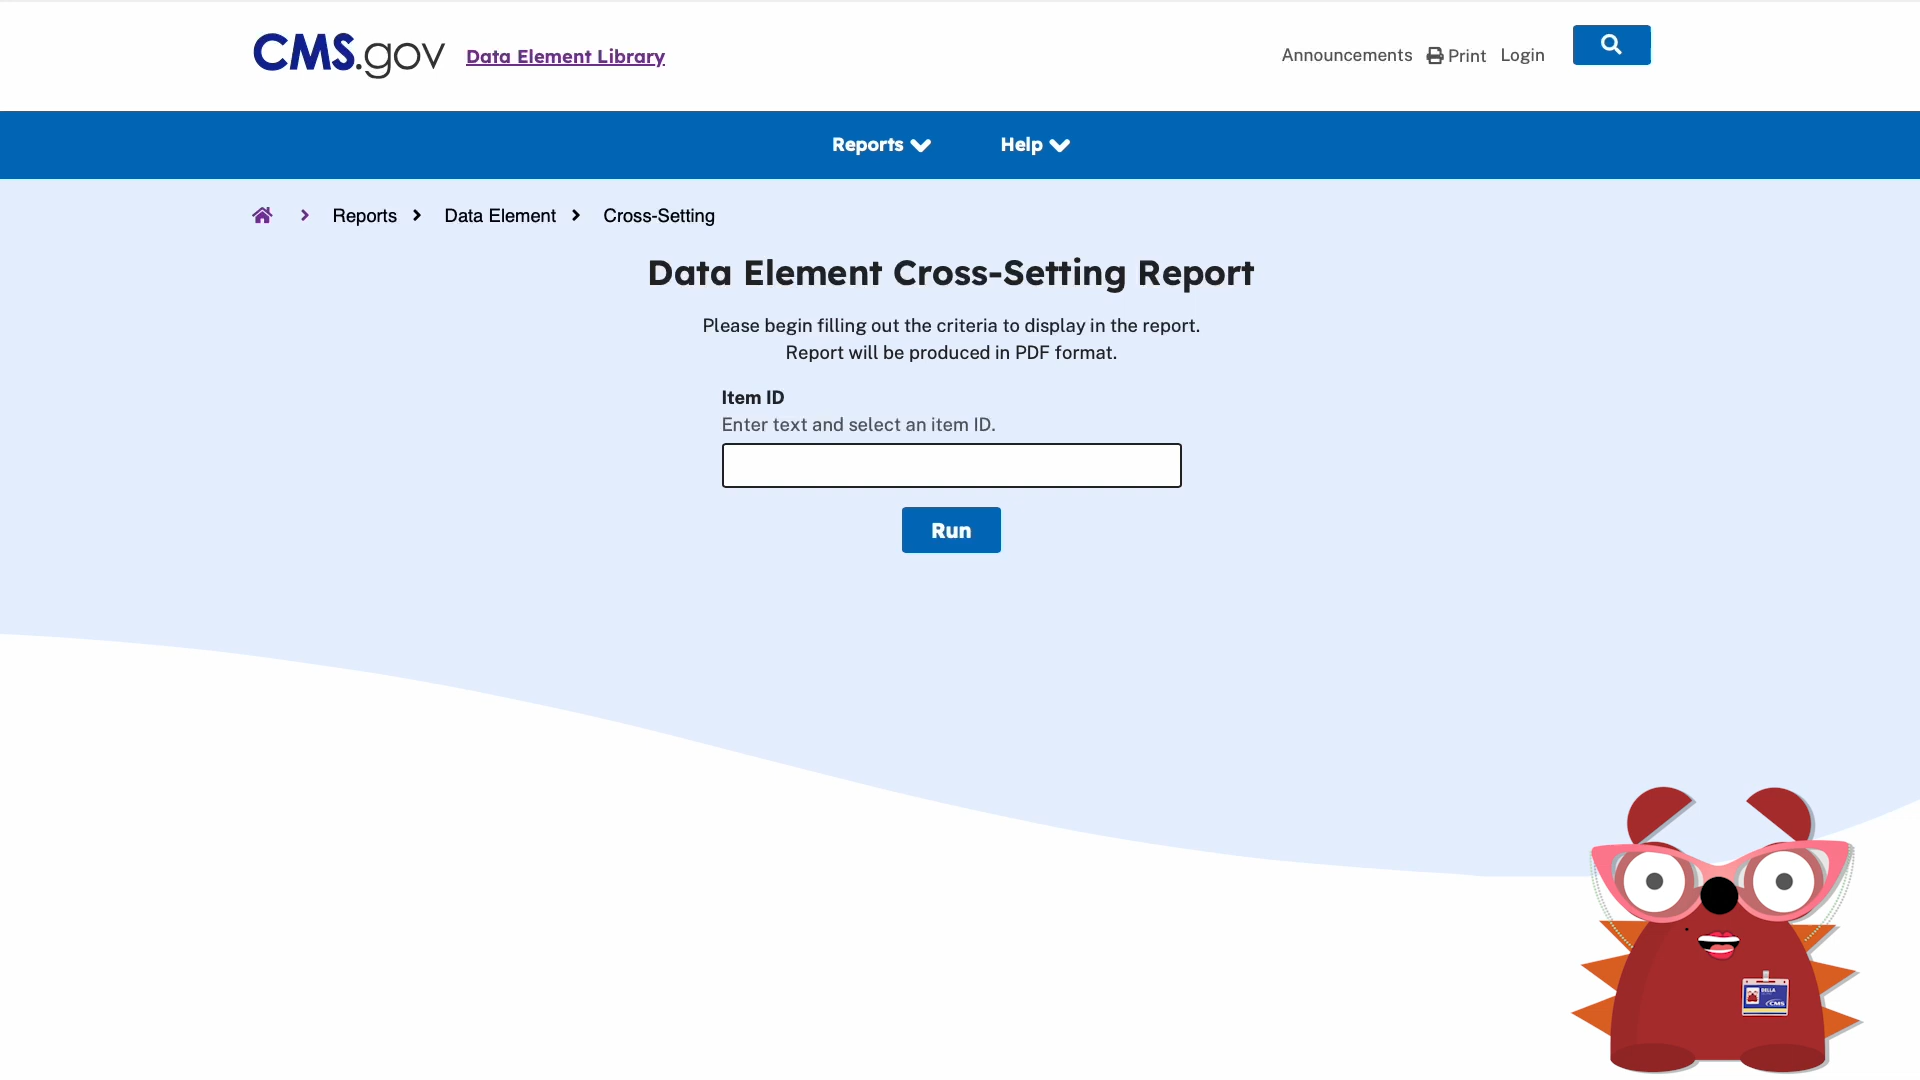 CMS.gov
Data Element Library
Announcements Print Login
Reports Help
Reports Data Element Cross-Setting
Data Element Cross-Setting Report
Please begin filling out the criteria to display in the report.
Report will be produced in PDF format.
Item ID
Enter text and select an item ID.
Run
DELLA
CMS